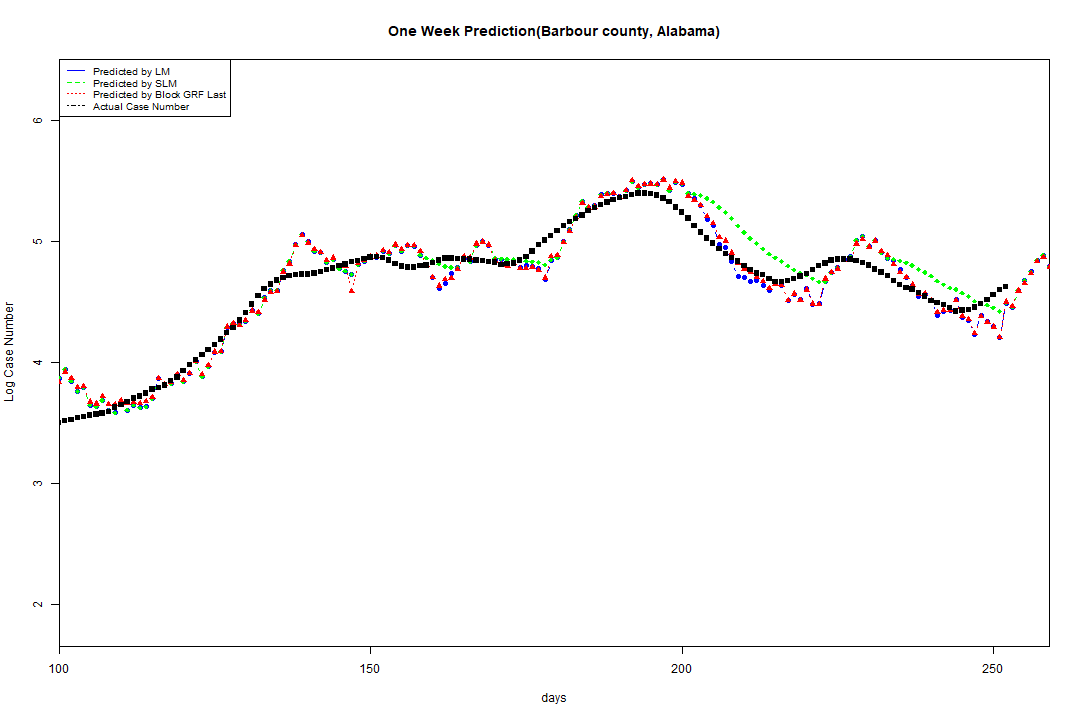 One Week Prediction(Barbour county, Alabama)
Predicted by LM
Predicted by SLM
Predicted by Block GRF Last
Actual Case Number
6
5
4
3
2
Log Case Number
100 150 200 250
days